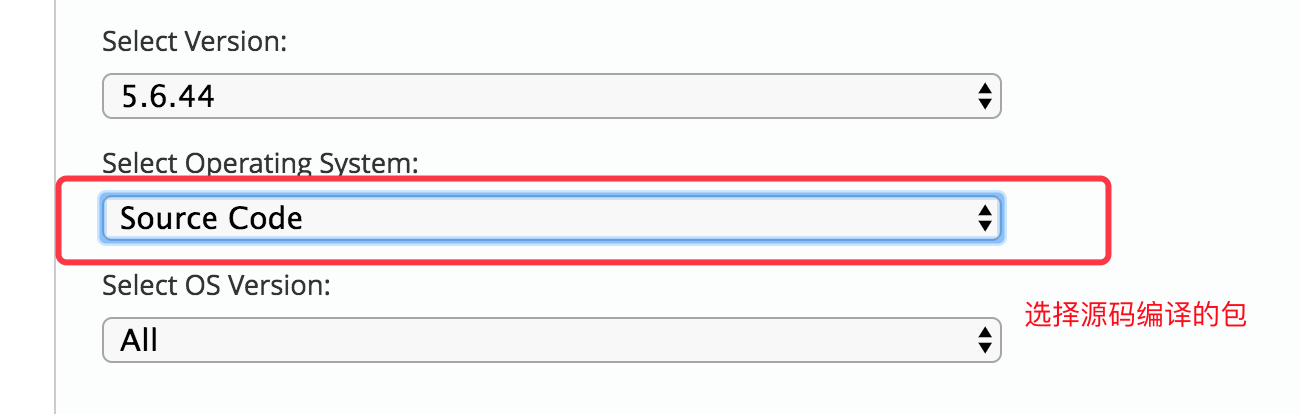 Select Version:
5.6.44
Select Operating System:
Source Code
Select OS Version:
选择源码编译的包
All